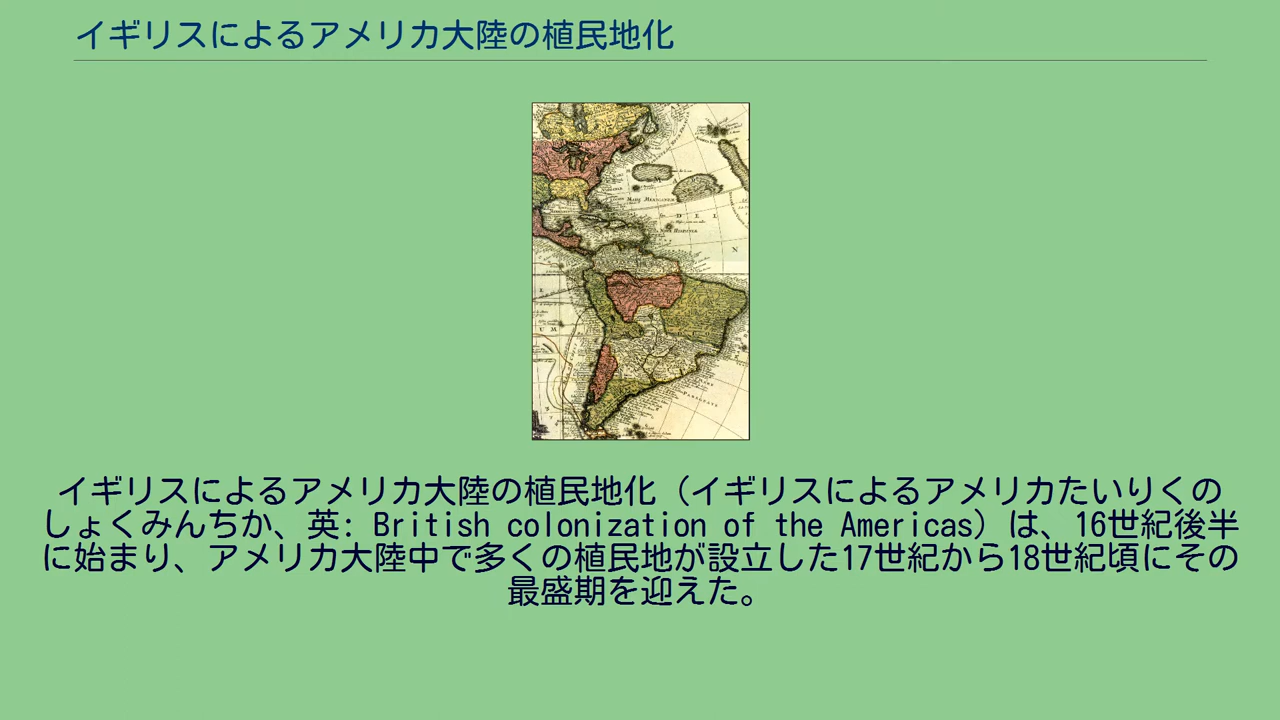 イギリスによるアメリカ大陸の植民地化
イギリスによるアメリカ大陸の植民地化（イギリスによるアメリカたいりくの
しょくみんちか、英: British colonization of the Americas）は、16世紀後半
に始まり、アメリカ大陸中で多くの植民地が設立した17世紀から18世紀頃にその
最盛期を迎えた。